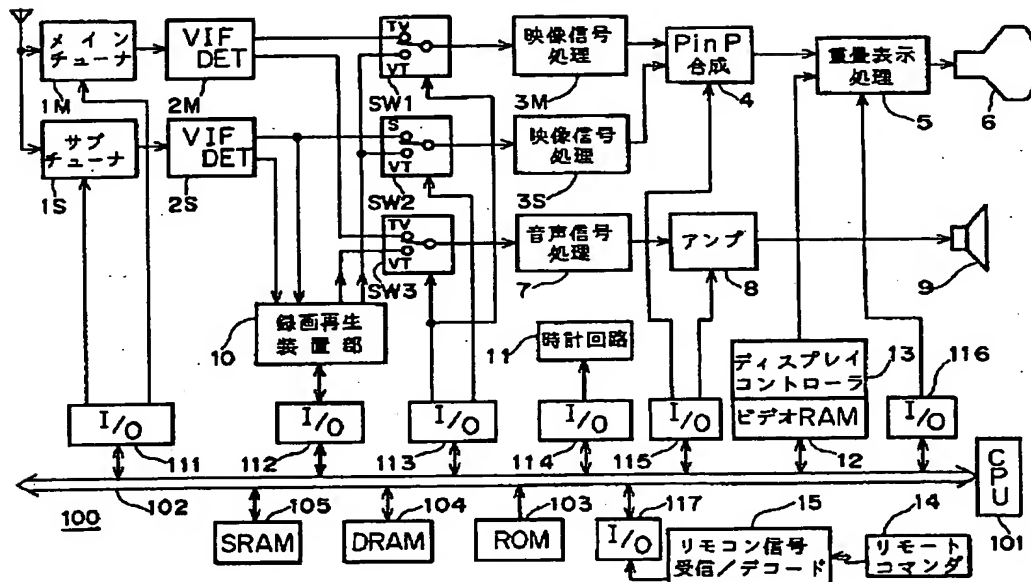 メイン
チューナ
1M
VIF
DET
2M
TV
VT
SW1
映像信号
処理
3M
PinP
合成
4
重畳表示
処理
5
6
サブ
チューナ
1S
VIF
DET
2S
S
VT
SW2
映像信号
処理
3S
TV
VT
SW3
音声信号
処理
7
アンプ
8
9
録画再生
装置部
10
11
時計回路
ディスプレイ
コントローラ
13
ビデオRAM
12
116
I/O
I/O
111
I/O
112
I/O
113
I/O
114
I/O
115
CPU
101
100
102
105
SRAM
104
DRAM
103
ROM
117
I/O
15
リモコン信号
受信/デコード
14
リモート
コマンダ